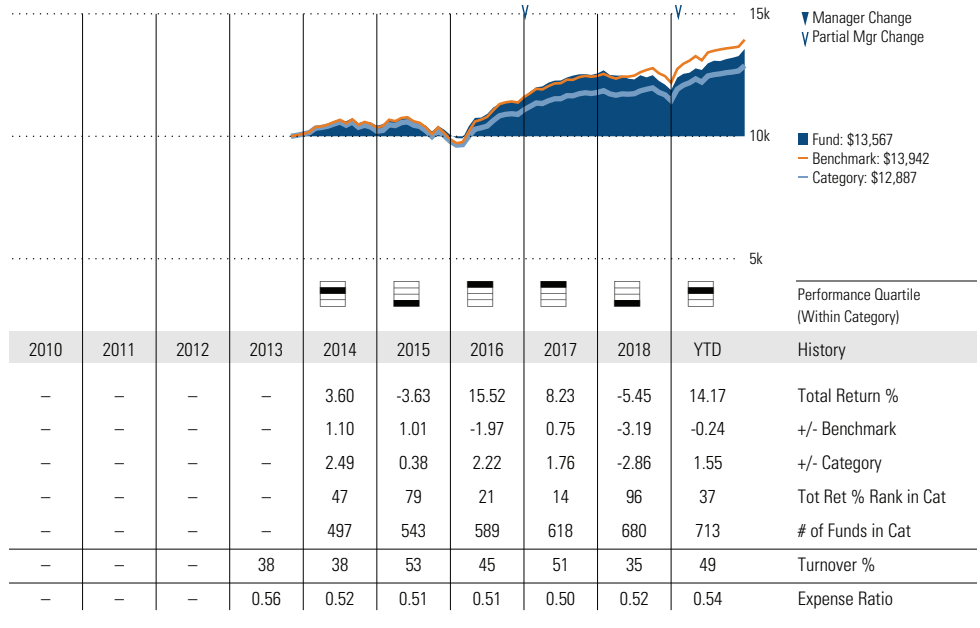 15k
Manager Change
Partial Mgr Change
10k
Fund: $13,567
Benchmark: $13,942
Category: $12,887
5k
Performance Quartile
(Within Category)
2010 2011 2012 2013 2014 2015 2016 2017 2018 YTD History
– – – – 3.60 -3.63 15.52 8.23 -5.45 14.17 Total Return %
– – – – 1.10 1.01 -1.97 0.75 -3.19 -0.24 +/- Benchmark
– – – – 2.49 0.38 2.22 1.76 -2.86 1.55 +/- Category
– – – – 47 79 21 14 96 37 Tot Ret % Rank in Cat
– – – – 497 543 589 618 680 713 # of Funds in Cat
– – – 38 38 53 45 51 35 49 Turnover %
– – – 0.56 0.52 0.51 0.51 0.50 0.52 0.54 Expense Ratio